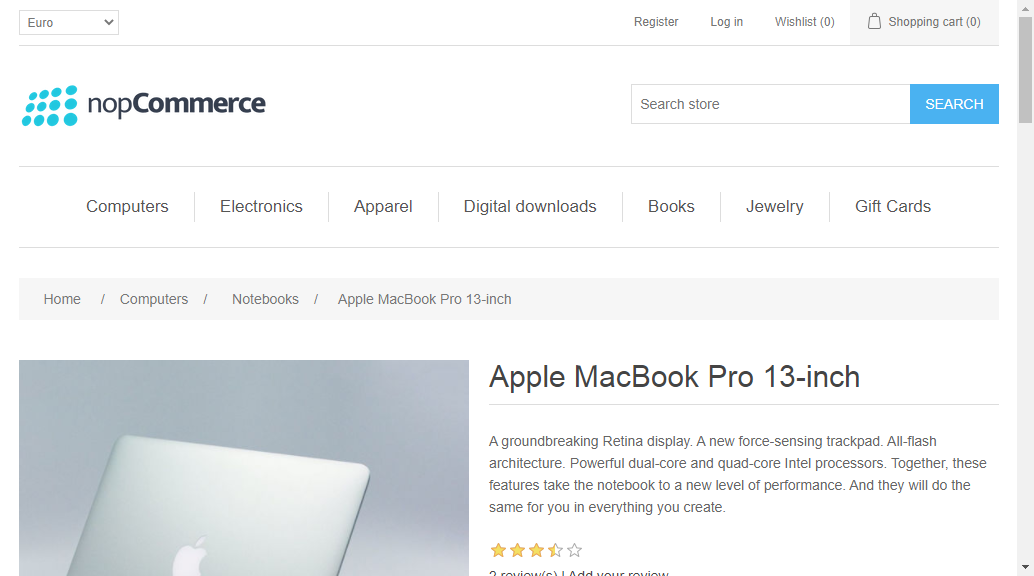 Euro
Register
Log in
Wishlist (0)
Shopping cart (0)
nopCommerce
Search store
SEARCH
Computers
Electronics
Apparel
Digital downloads
Books
Jewelry
Gift Cards
Home / Computers / Notebooks / Apple MacBook Pro 13-inch
Apple MacBook Pro 13-inch
A groundbreaking Retina display. A new force-sensing trackpad. All-flash
architecture. Powerful dual-core and quad-core Intel processors. Together, these
features take the notebook to a new level of performance. And they will do the
same for you in everything you create.
2 review(s) | Add your review